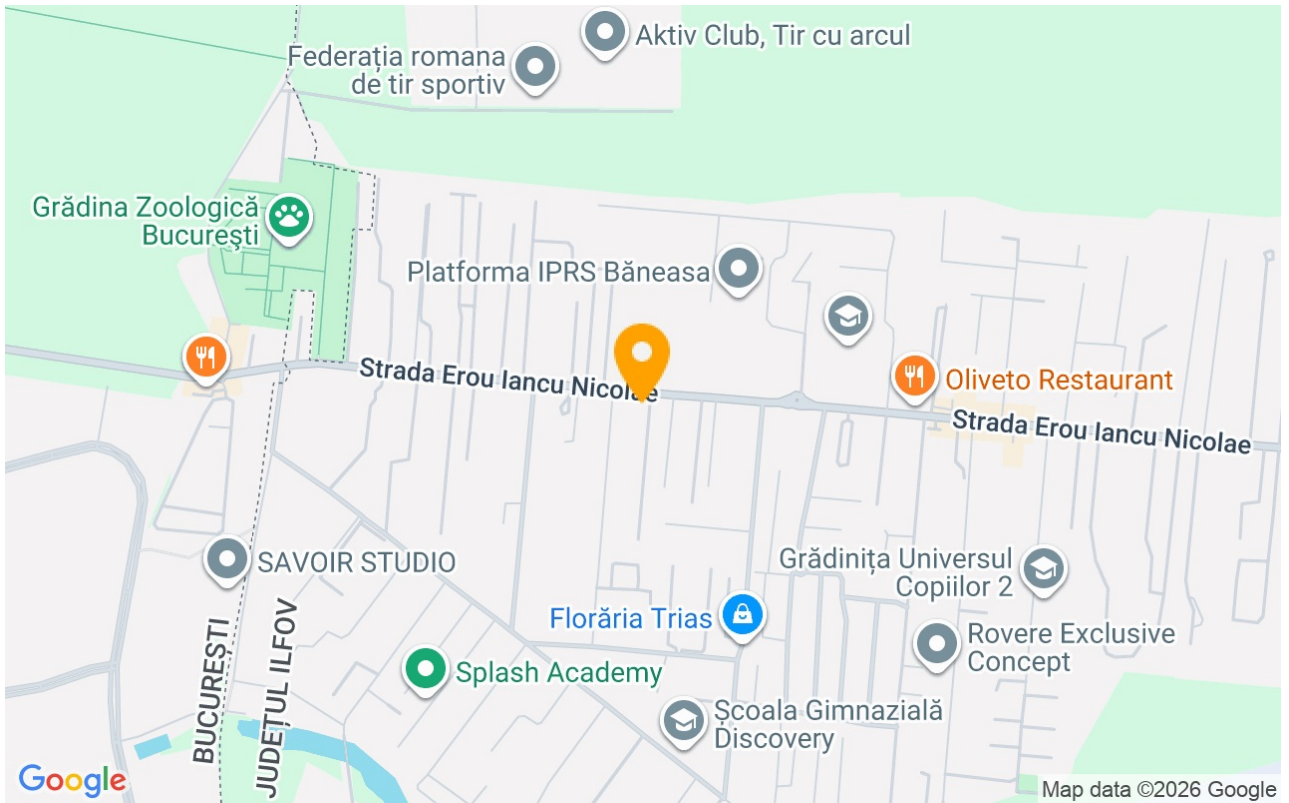 Aktiv Club, Tir cu arcul
Federația romana
de tir sportiv
Grădina Zoologică
București
Platforma IPRS Băneasa
Strada Erou Iancu Nicolae
Oliveto Restaurant
Strada Erou Iancu Nicolae
SAVOIR STUDIO
Grădinița Universul
Copiilor 2
Florăria Trias
Rovere Exclusive
Concept
BUCUREȘTI
JUDEȚUL ILFOV
Splash Academy
Școala Gimnazială
Discovery
Google
Map data ©2026 Google